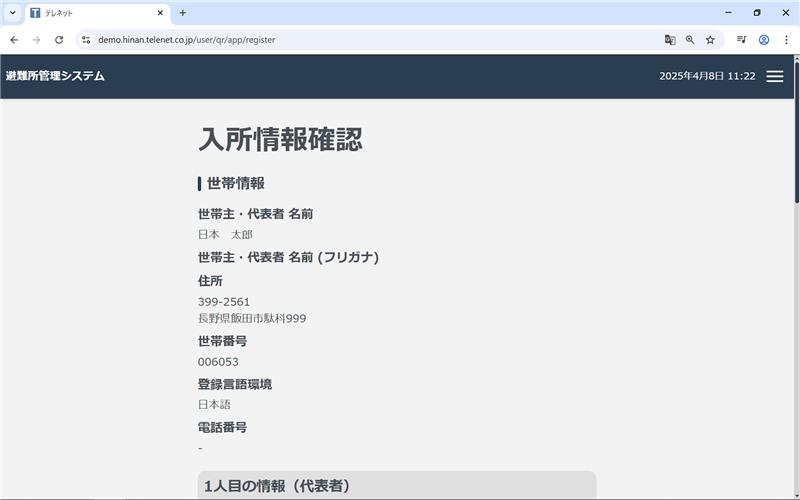 テレネット
demo.hinan.telenet.co.jp/user/qr/app/register
避難所管理システム
2025年4月8日 11:22
入所情報確認
世帯情報
世帯主・代表者 名前
日本　太郎
世帯主・代表者 名前 (フリガナ)
住所
399-2561
長野県飯田市駄科999
世帯番号
006053
登録言語環境
日本語
電話番号
-
1人目の情報（代表者）